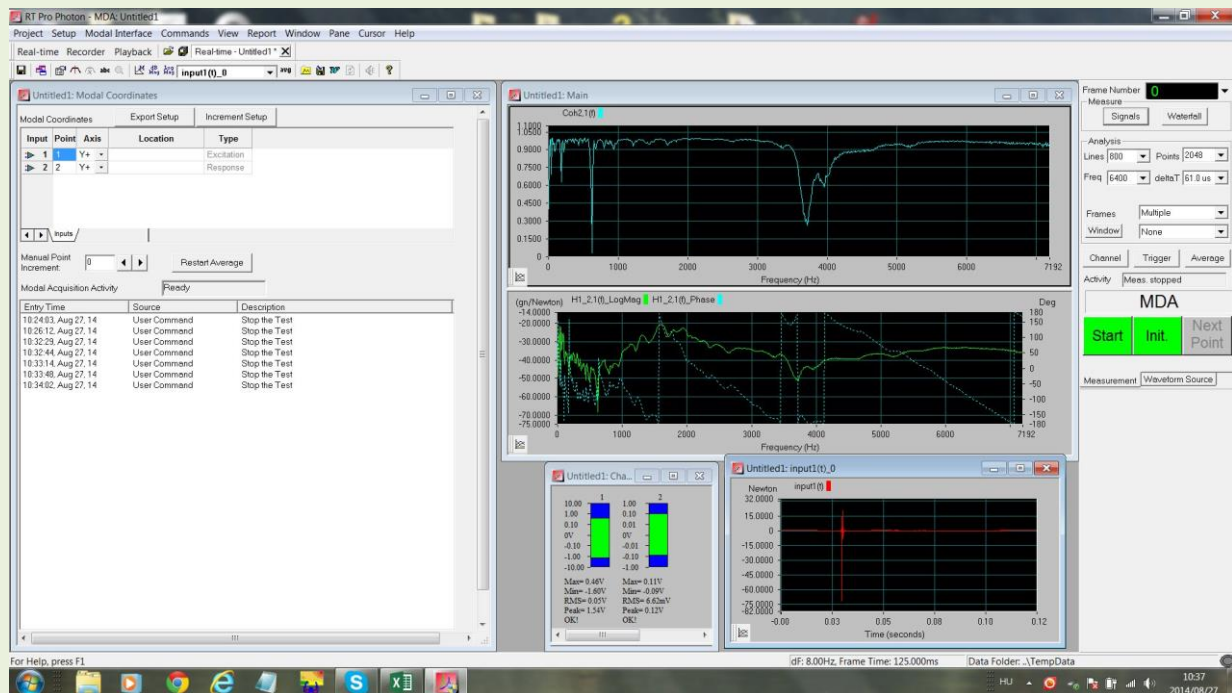 RT Pro Photon - MDA: Untitled1
Project Setup Modal Interface Commands View Report Window Pane Cursor Help
Real-time Recorder Playback Real-time - Untitled1 * X
input1(t)_0
Untitled1: Modal Coordinates
Modal Coordinates Export Setup Increment Setup
Input Point Axis Location Type
1 1 Y+ Excitation
2 2 Y+ Response
Inputs
Manual Point Increment: 0 Restart Average
Modal Acquisition Activity Ready
Entry Time Source Description
10:24:03, Aug 27, 14 User Command Stop the Test
10:26:12, Aug 27, 14 User Command Stop the Test
10:32:29, Aug 27, 14 User Command Stop the Test
10:32:44, Aug 27, 14 User Command Stop the Test
10:33:14, Aug 27, 14 User Command Stop the Test
10:33:48, Aug 27, 14 User Command Stop the Test
10:34:02, Aug 27, 14 User Command Stop the Test
Untitled1: Main
Coh2,1(f)
1.0500
0.9000
0.7500
0.6000
0.4500
0.3000
0.1500
0
0 1000 2000 3000 4000 5000 6000 7192
Frequency (Hz)
(gn/Newton) H1_2,1(f)_LogMag H1_2,1(f)_Phase Deg
-14.0000 180
-20.0000 150
-30.0000 100
-40.0000 50
-50.0000 0
-60.0000 -50
-70.0000 -100
-75.0000 -150
-180
0 1000 2000 3000 4000 5000 6000 7192
Frequency (Hz)
Untitled1: Cha...
1 2
10.00 1.00
1.00 0.10
0.10 0.01
0V 0V
-0.10 -0.01
-1.00 -0.10
-10.00 -1.00
Max= 0.46V Max= 0.11V
Min= -1.60V Min= -0.09V
RMS= 0.05V RMS= 6.62mV
Peak= 1.54V Peak= 0.12V
OK! OK!
Untitled1: input1(t)_0
Newton input1(t)
32.0000
15.0000
0
-15.0000
-30.0000
-45.0000
-60.0000
-75.0000
-82.0000
-0.00 0.03 0.05 0.08 0.10 0.12
Time (seconds)
Frame Number 0
Measure
Signals Waterfall
Analysis
Lines 800 Points 2048
Freq 6400 deltaT 61.0 us
Frames Multiple
Window None
Channel Trigger Average
Activity Meas. stopped
MDA
Start Init. Next Point
Measurement Waveform Source
For Help, press F1 dF: 8.00Hz, Frame Time: 125.000ms Data Folder: ..\TempData
HU 10:37
2014/08/27